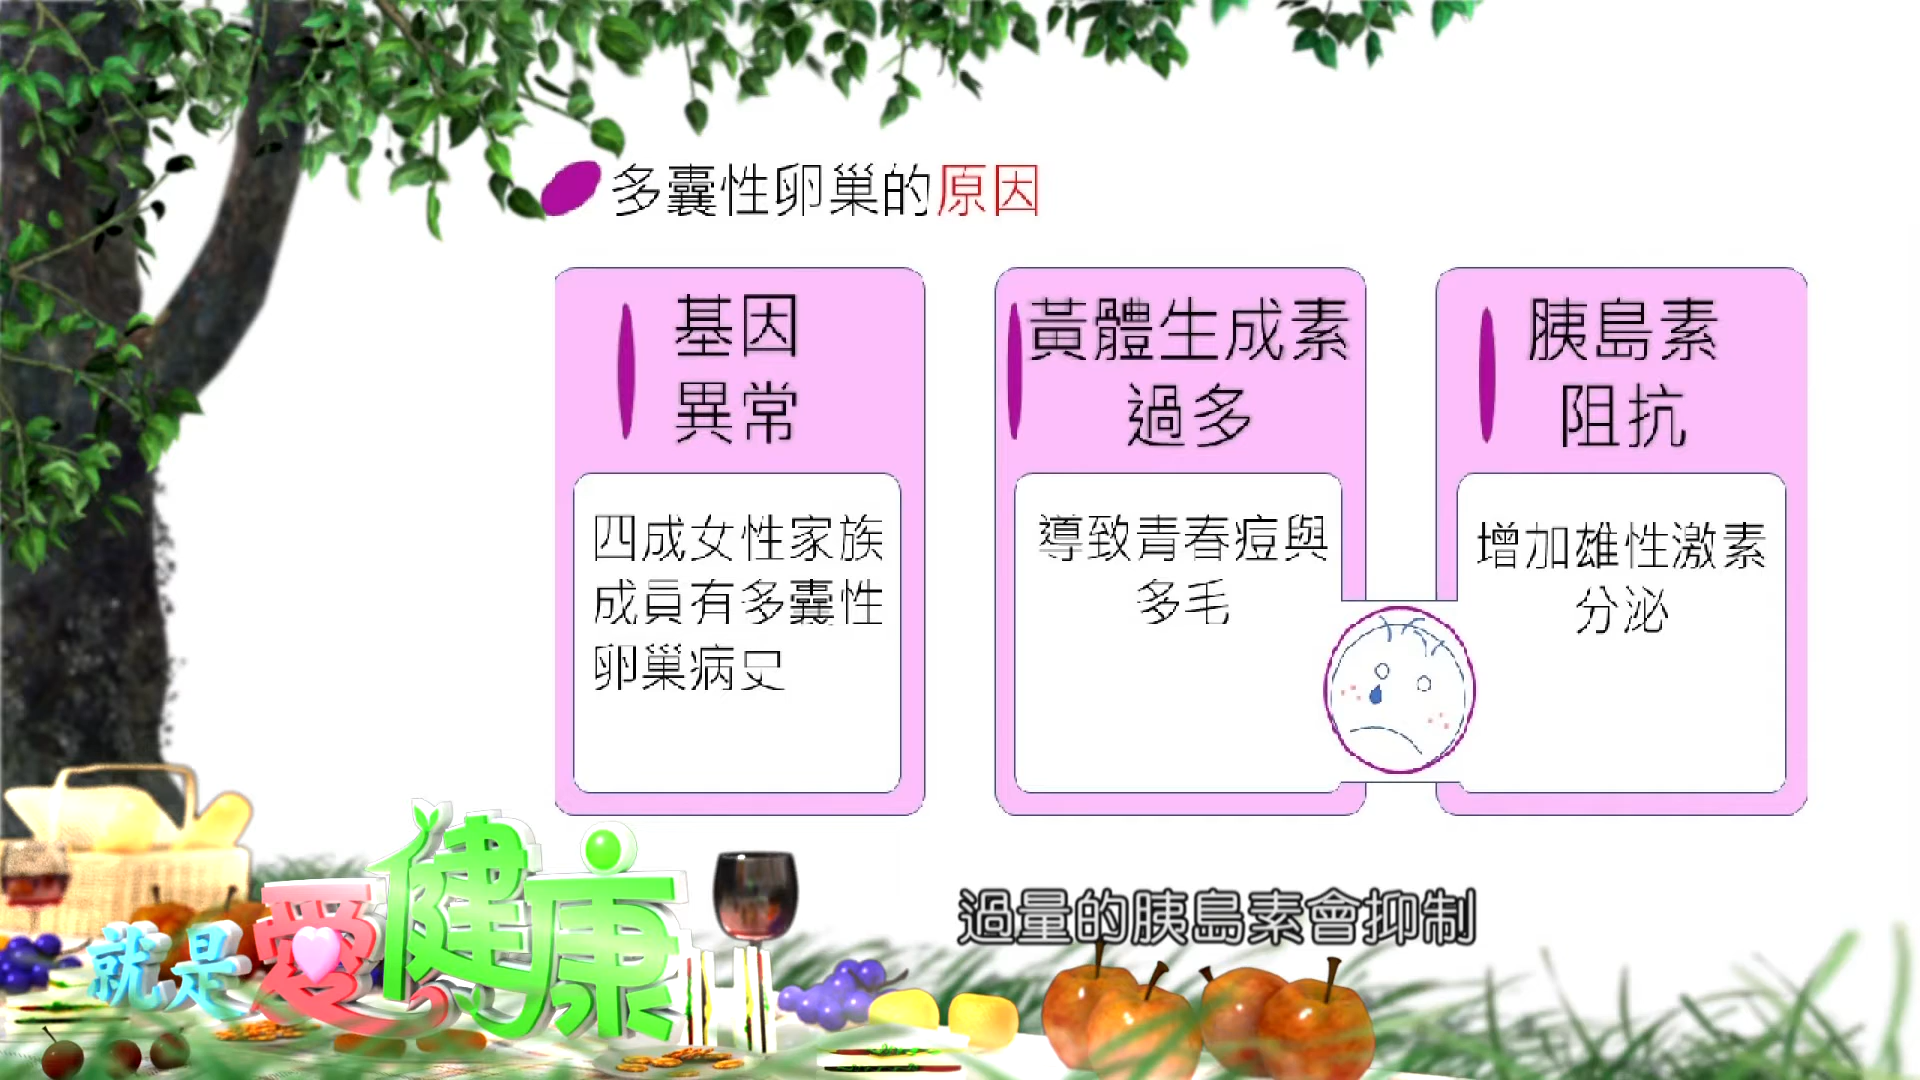 多囊性卵巢的原因
基因
異常
四成女性家族
成員有多囊性
卵巢病史
黃體生成素
過多
導致青春痘與
多毛
胰島素
阻抗
增加雄性激素
分泌
過量的胰島素會抑制
就是愛健康